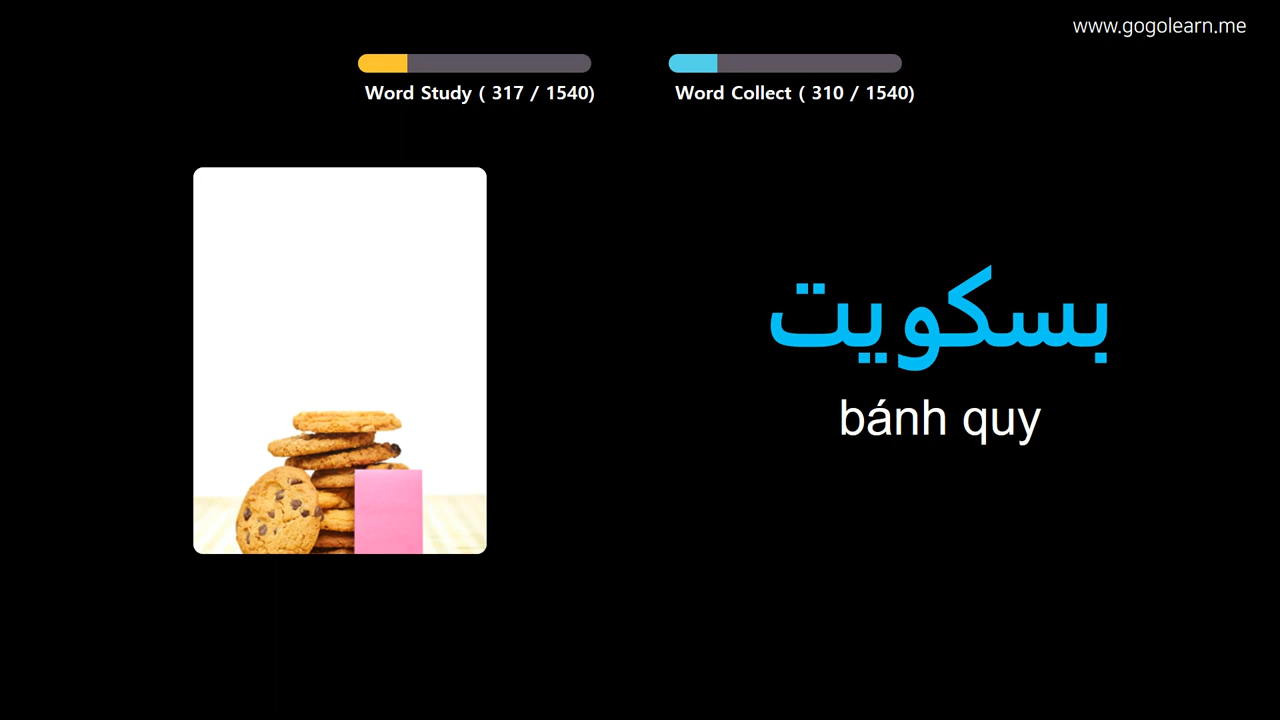 www.gogolearn.me
Word Study ( 317 / 1540)
Word Collect ( 310 / 1540)
بسكويت
bánh quy